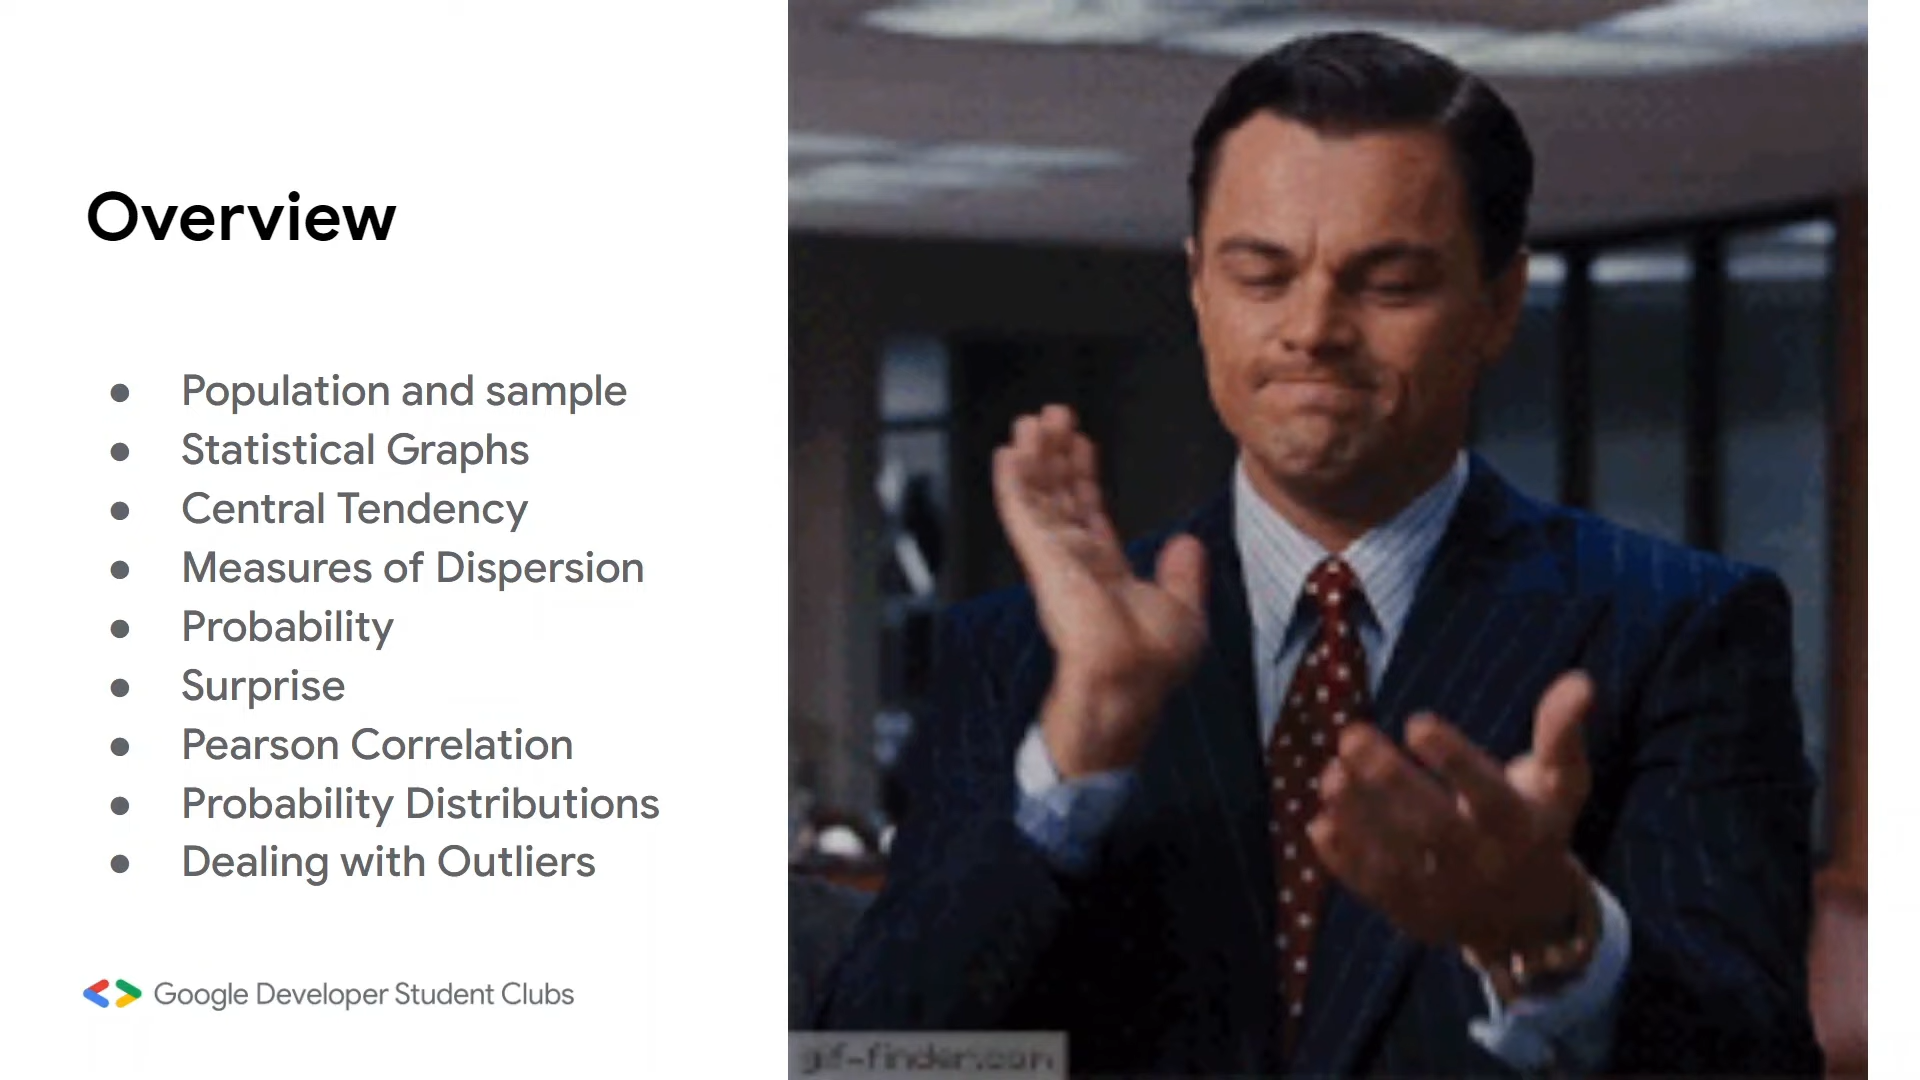 Overview
● Population and sample
● Statistical Graphs
● Central Tendency
● Measures of Dispersion
● Probability
● Surprise
● Pearson Correlation
● Probability Distributions
● Dealing with Outliers
Google Developer Student Clubs
gif-finder.com